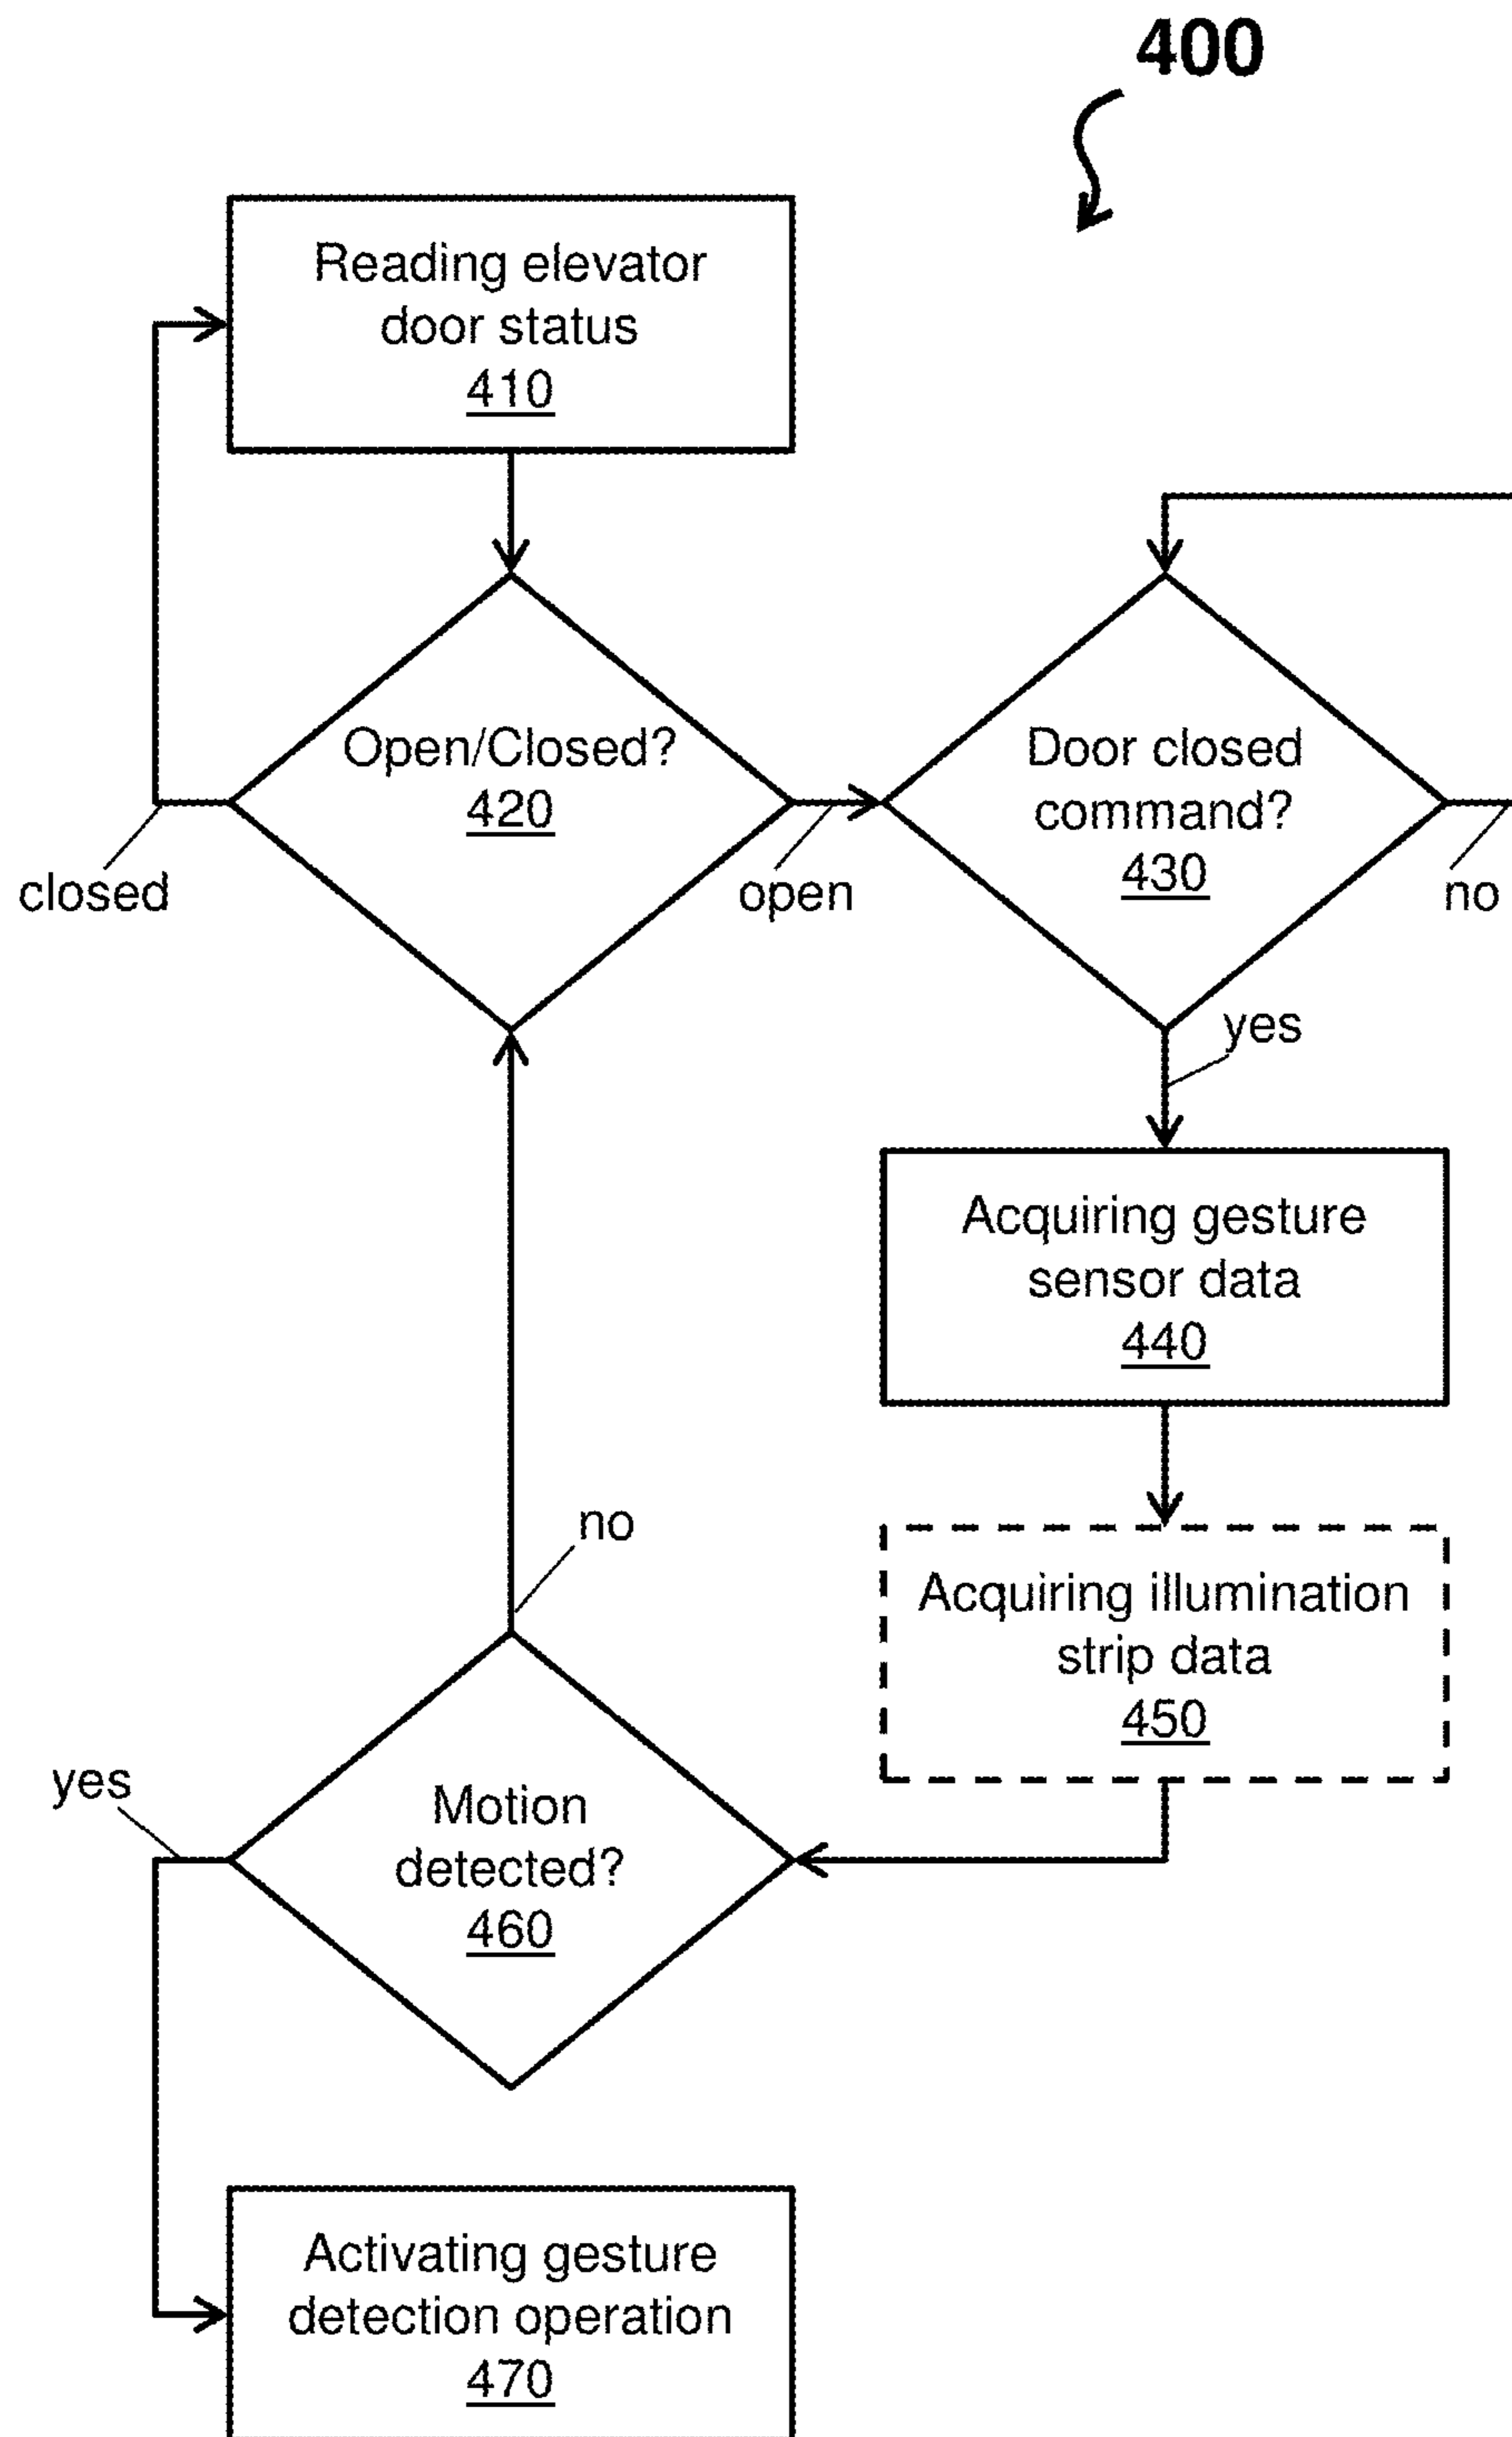 400
Reading elevator
door status
410
Open/Closed?
420
closed
open
Door closed
command?
430
no
yes
Acquiring gesture
sensor data
440
Acquiring illumination
strip data
450
no
yes
Motion
detected?
460
Activating gesture
detection operation
470